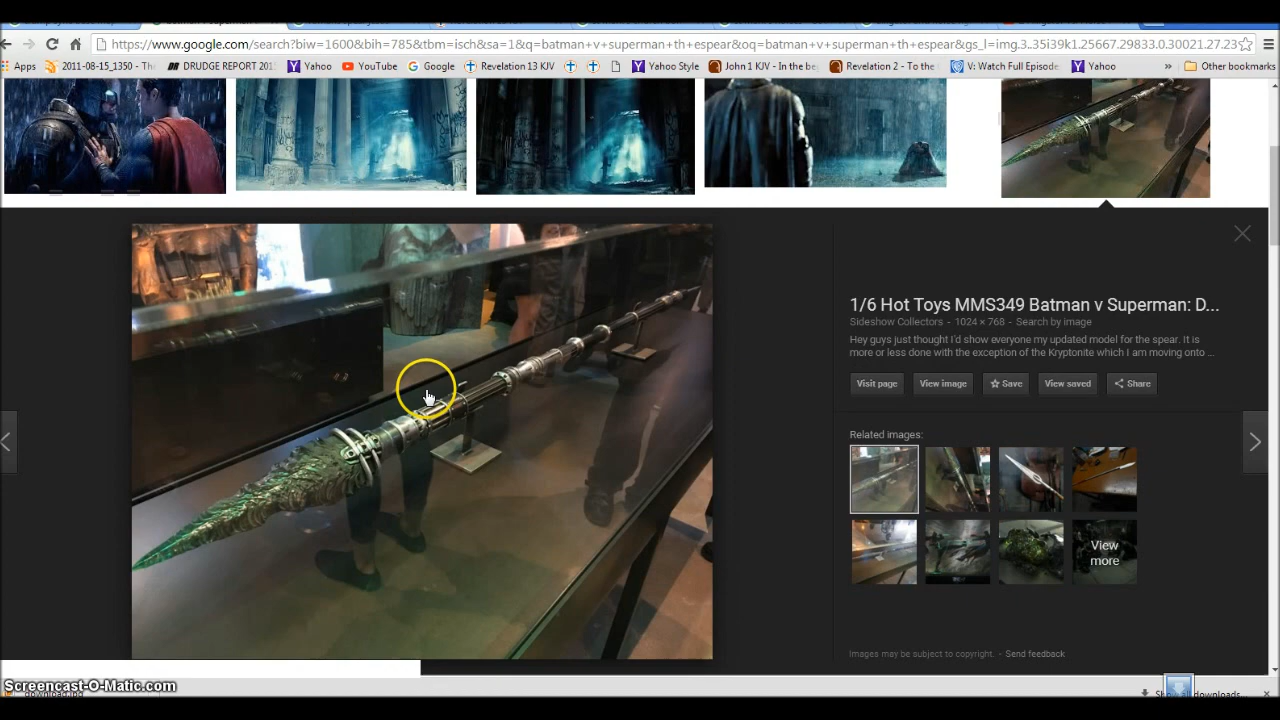 https://www.google.com/search?biw=1600&bih=785&tbm=isch&sa=1&q=batman+v+superman+th+espear&oq=batman+v+superman+th+espear&gs_l=img.3..35i39k1.25667.29833.0.30021.27.23
Apps 2011-08-15_1350 - Th DRUDGE REPORT 201 Yahoo YouTube Google Revelation 13 KJV Yahoo Style John 1 KJV - In the be Revelation 2 - To the V: Watch Full Episode Yahoo » Other bookmarks
1/6 Hot Toys MMS349 Batman v Superman: D...
Sideshow Collectors - 1024 × 768 - Search by image
Hey guys just thought I'd show everyone my updated model for the spear. It is
more or less done with the exception of the Kryptonite which I am moving onto ...
Visit page View image Save View saved Share
Related images:
View
more
Images may be subject to copyright. - Send feedback
Screencast-O-Matic.com
Show all downloads...